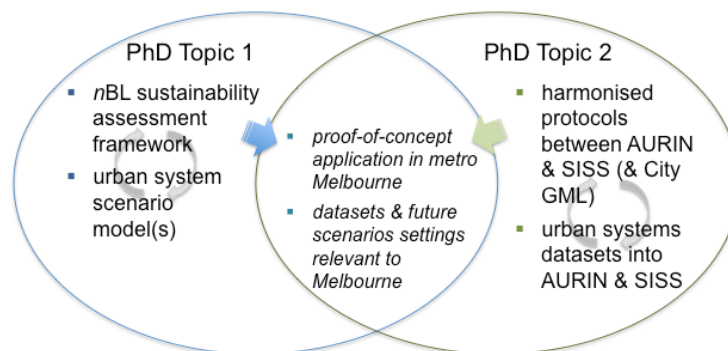 PhD Topic 1
▪ nBL sustainability
assessment
framework
▪ urban system
scenario
model(s)
▪ proof-of-concept
application in metro
Melbourne
▪ datasets & future
scenarios settings
relevant to
Melbourne
PhD Topic 2
▪ harmonised
protocols
between AURIN
& SISS (& City
GML)
▪ urban systems
datasets into
AURIN & SISS